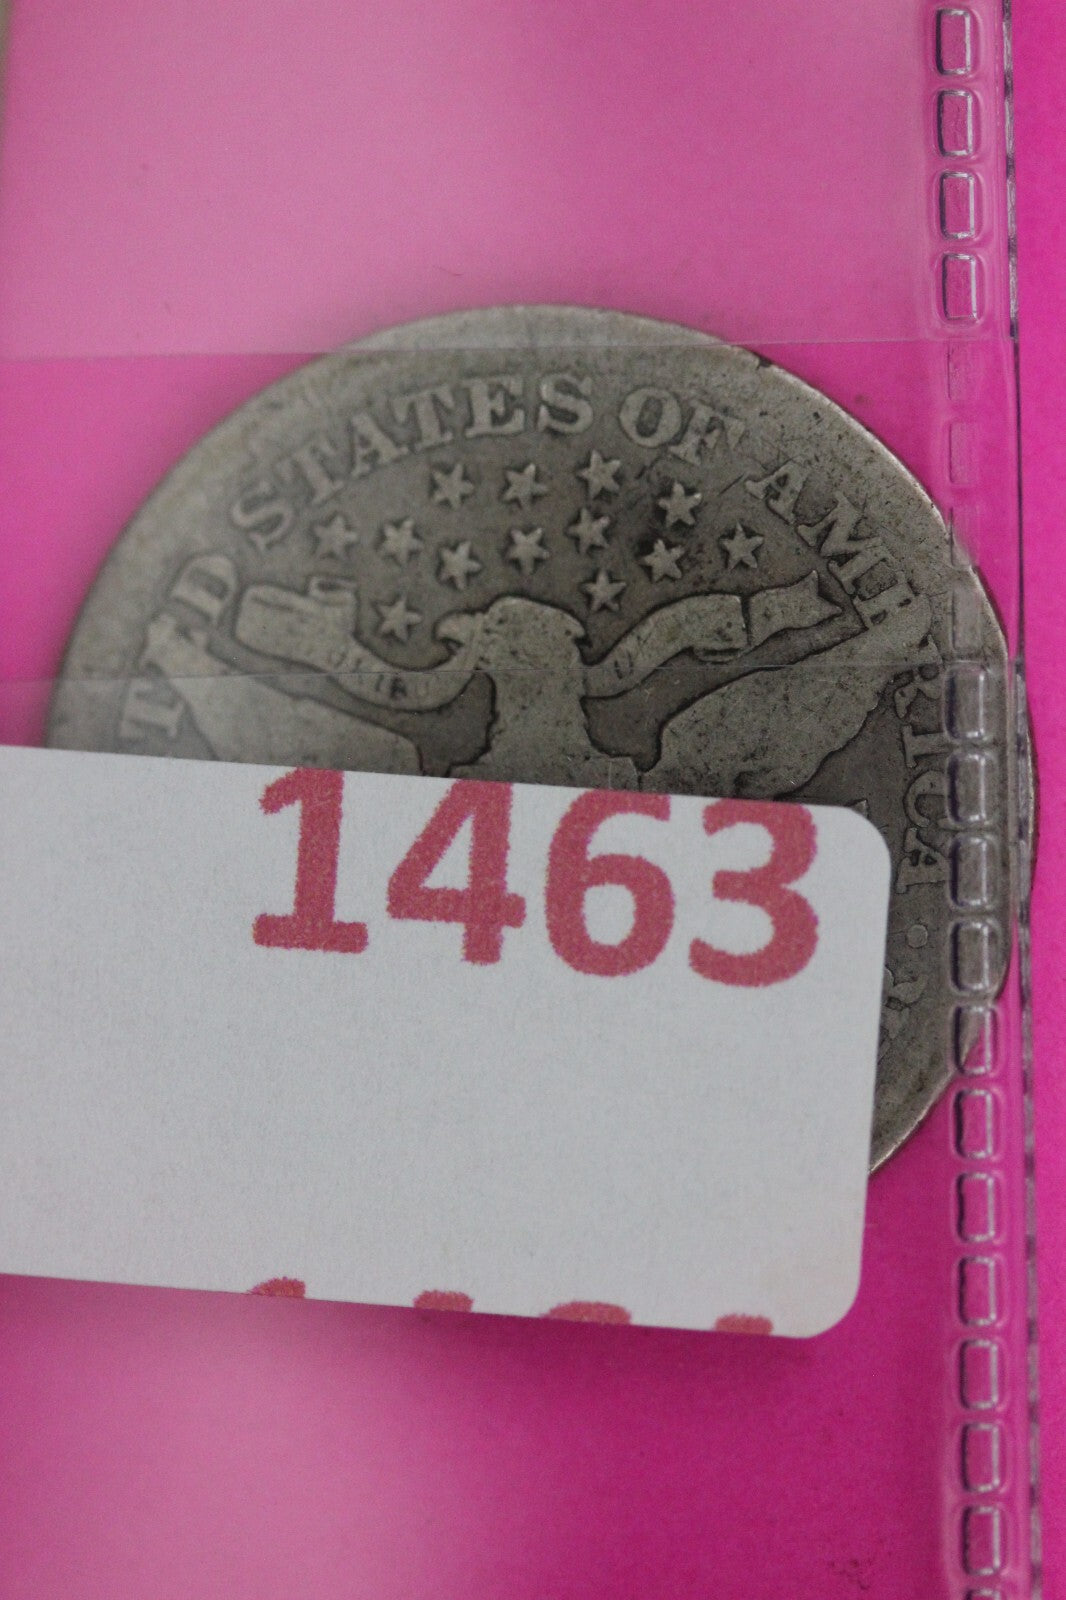 TED STATES OF AMERICA
1463